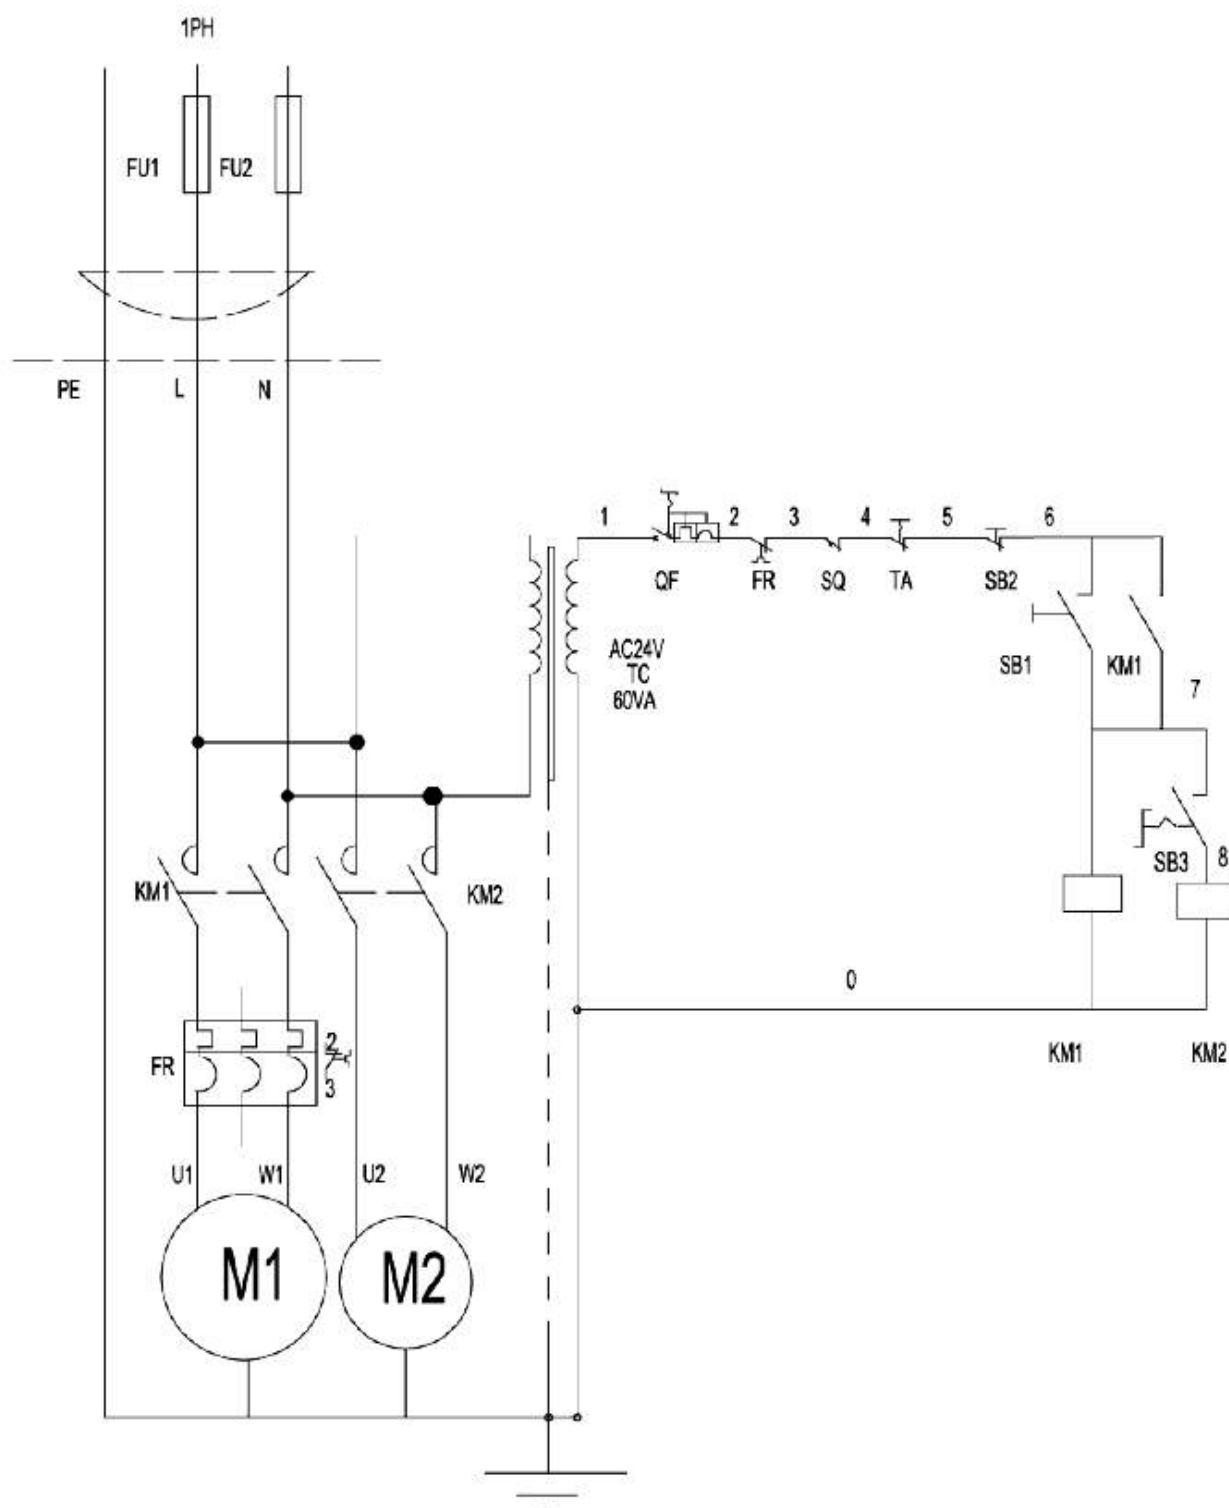 1PH
FU1 FU2
PE L N
1 2 3 4 5 6
QF FR SQ TA SB2
AC24V
TC
60VA
SB1 KM1
7
SB3 8
KM1 KM2
0
FR 2
3
KM1 KM2
U1 W1 U2 W2
M1 M2